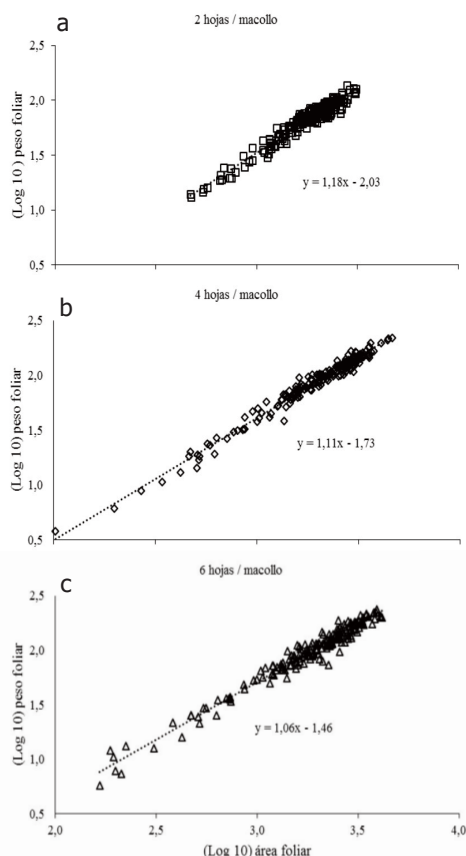 a
2 hojas / macollo
2,5
2,0
1,5
1,0
0,5
(Log 10 ) peso foliar
y = 1,18x - 2,03
b
4 hojas / macollo
2,5
2,0
1,5
1,0
0,5
(Log 10) peso foliar
y = 1,11x - 1,73
c
6 hojas / macollo
2,5
2,0
1,5
1,0
0,5
(Log 10) peso foliar
y = 1,06x - 1,46
2,0 2,5 3,0 3,5 4,0
(Log 10) área foliar